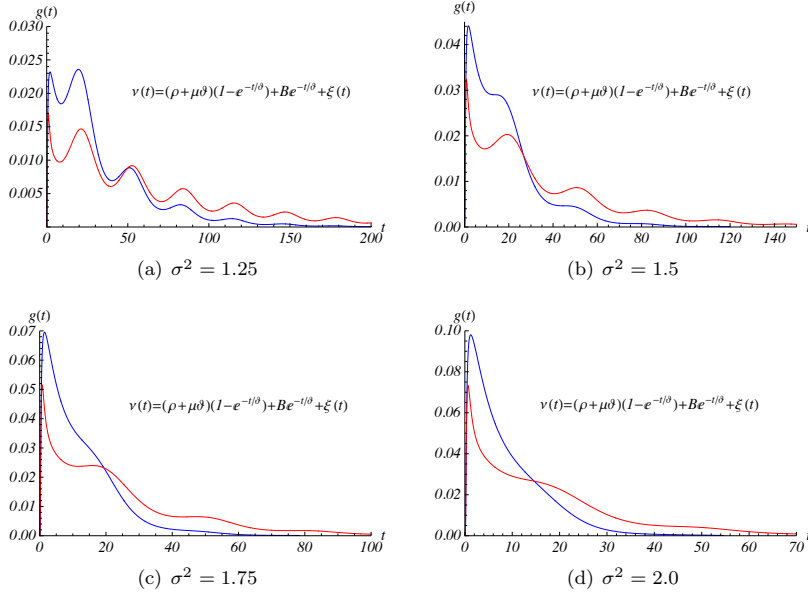 g(t)
0.030
0.025
0.020
0.015
0.010
0.005
ν(t)=(ρ+μϑ)(1−e^{−t/ϑ})+Be^{−t/ϑ}+ξ(t)
0 50 100 150 200 t
(a) σ² = 1.25
g(t)
0.04
0.03
0.02
0.01
0.00
ν(t)=(ρ+μϑ)(1−e^{−t/ϑ})+Be^{−t/ϑ}+ξ(t)
0 20 40 60 80 100 120 140 t
(b) σ² = 1.5
g(t)
0.07
0.06
0.05
0.04
0.03
0.02
0.01
0.00
ν(t)=(ρ+μϑ)(1−e^{−t/ϑ})+Be^{−t/ϑ}+ξ(t)
0 20 40 60 80 100 t
(c) σ² = 1.75
g(t)
0.10
0.08
0.06
0.04
0.02
0.00
ν(t)=(ρ+μϑ)(1−e^{−t/ϑ})+Be^{−t/ϑ}+ξ(t)
0 10 20 30 40 50 60 70 t
(d) σ² = 2.0